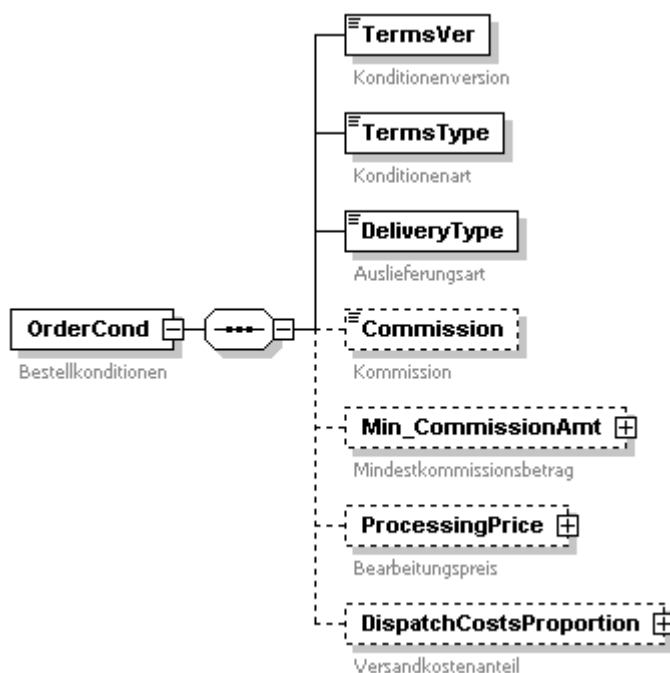 TermsVer
Konditionenversion
TermsType
Konditionenart
DeliveryType
Auslieferungsart
OrderCond
Bestellkonditionen
Commission
Kommission
Min_CommissionAmt
Mindestkommissionsbetrag
ProcessingPrice
Bearbeitungspreis
DispatchCostsProportion
Versandkostenanteil